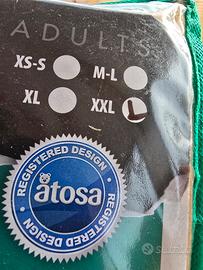 ADULTS
XS-S M-L
XL XXL
REGISTERED DESIGN
atosa
REGISTERED DESIGN